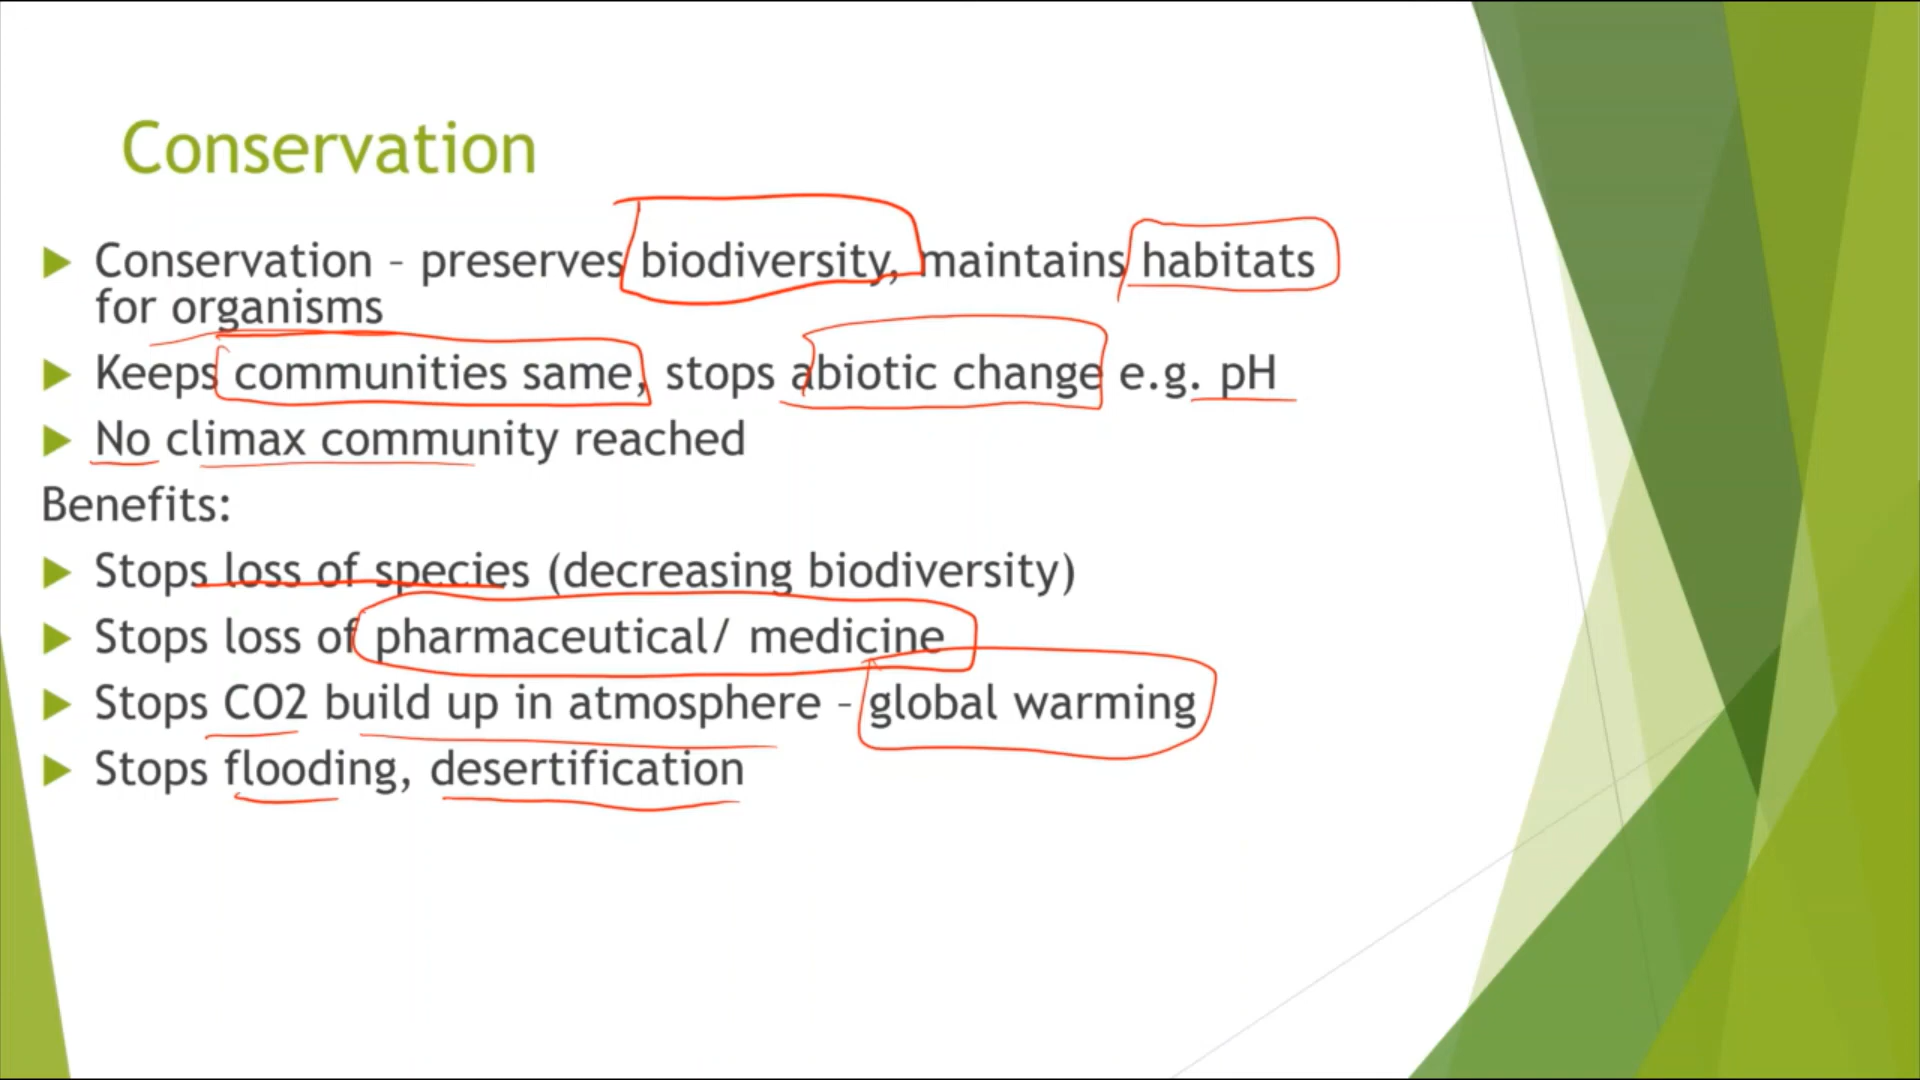 Conservation
Conservation – preserves biodiversity, maintains habitats
for organisms
Keeps communities same, stops abiotic change e.g. pH
No climax community reached
Benefits:
Stops loss of species (decreasing biodiversity)
Stops loss of pharmaceutical/ medicine
Stops CO2 build up in atmosphere – global warming
Stops flooding, desertification